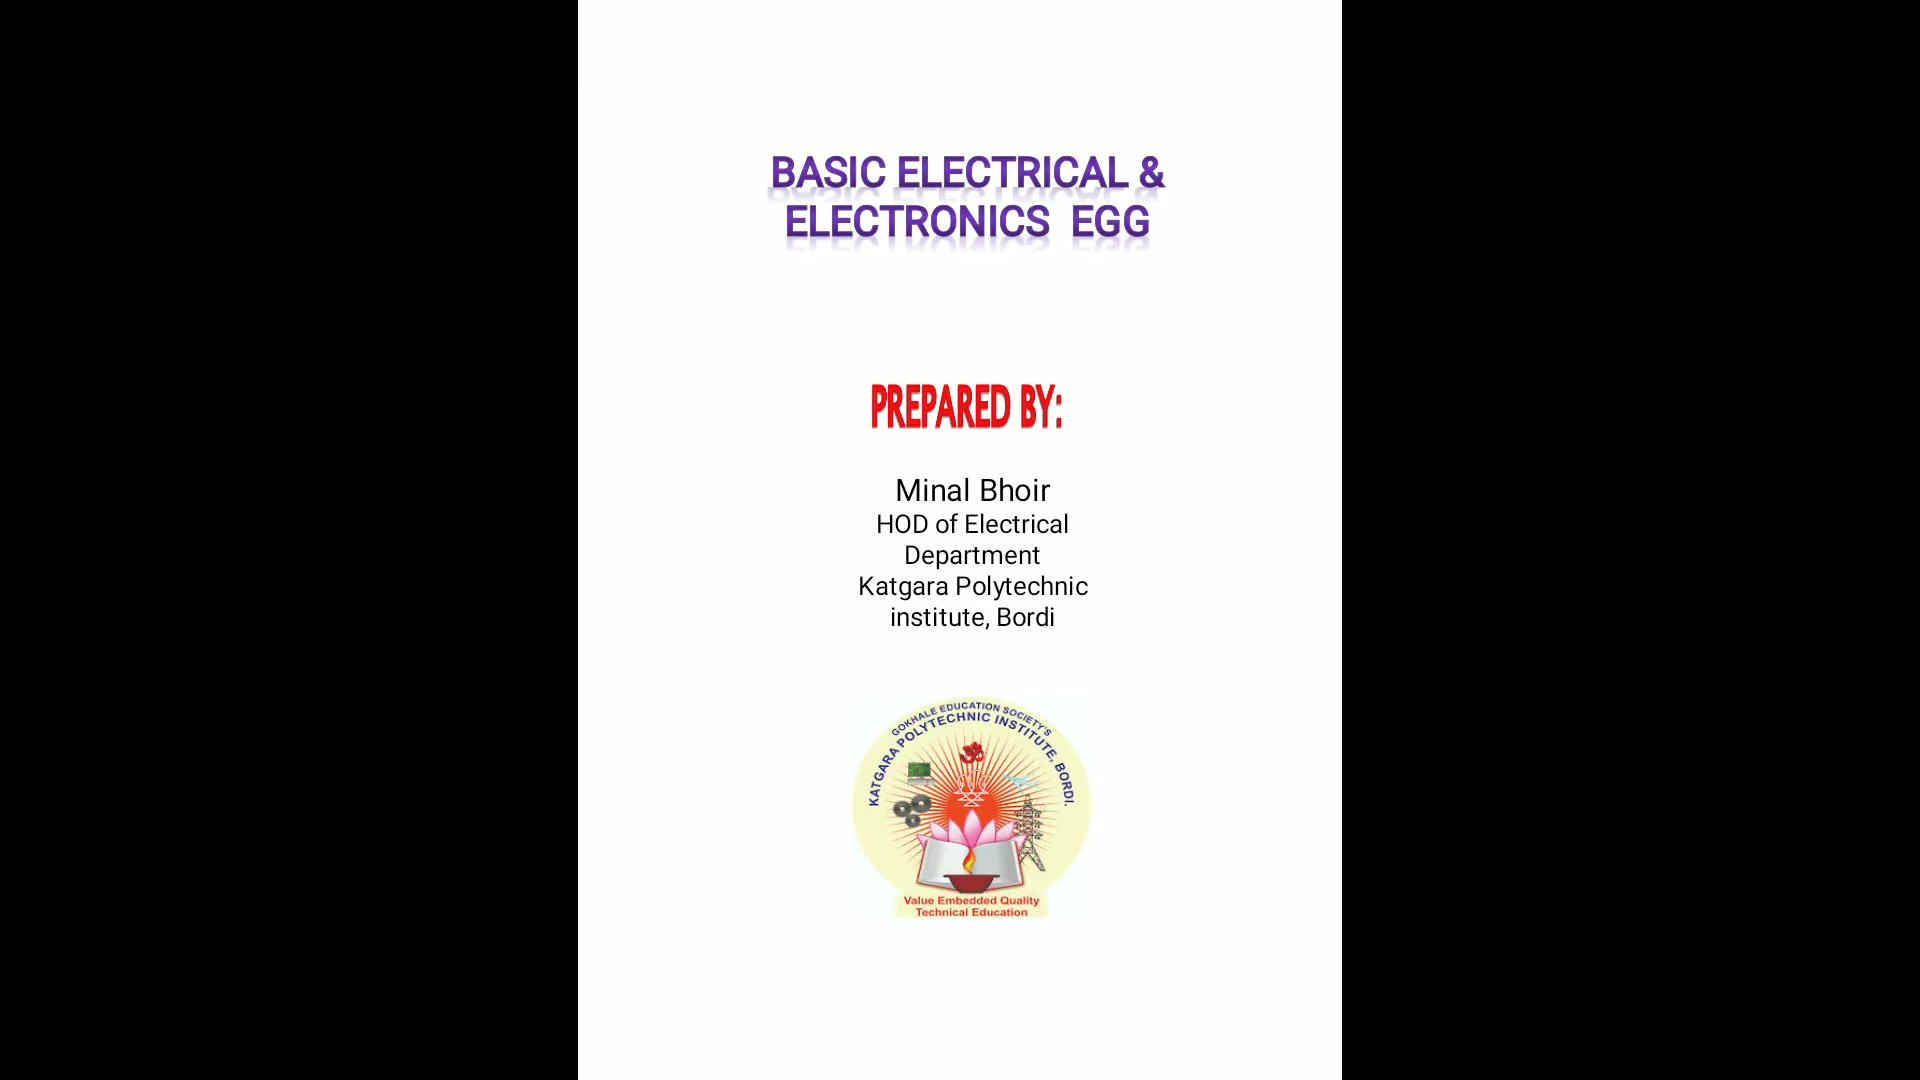 BASIC ELECTRICAL &
ELECTRONICS EGG
PREPARED BY:
Minal Bhoir
HOD of Electrical
Department
Katgara Polytechnic
institute, Bordi
GOKHALE EDUCATION SOCIETY'S
KATGARA POLYTECHNIC INSTITUTE, BORDI.
ॐ
Value Embedded Quality
Technical Education